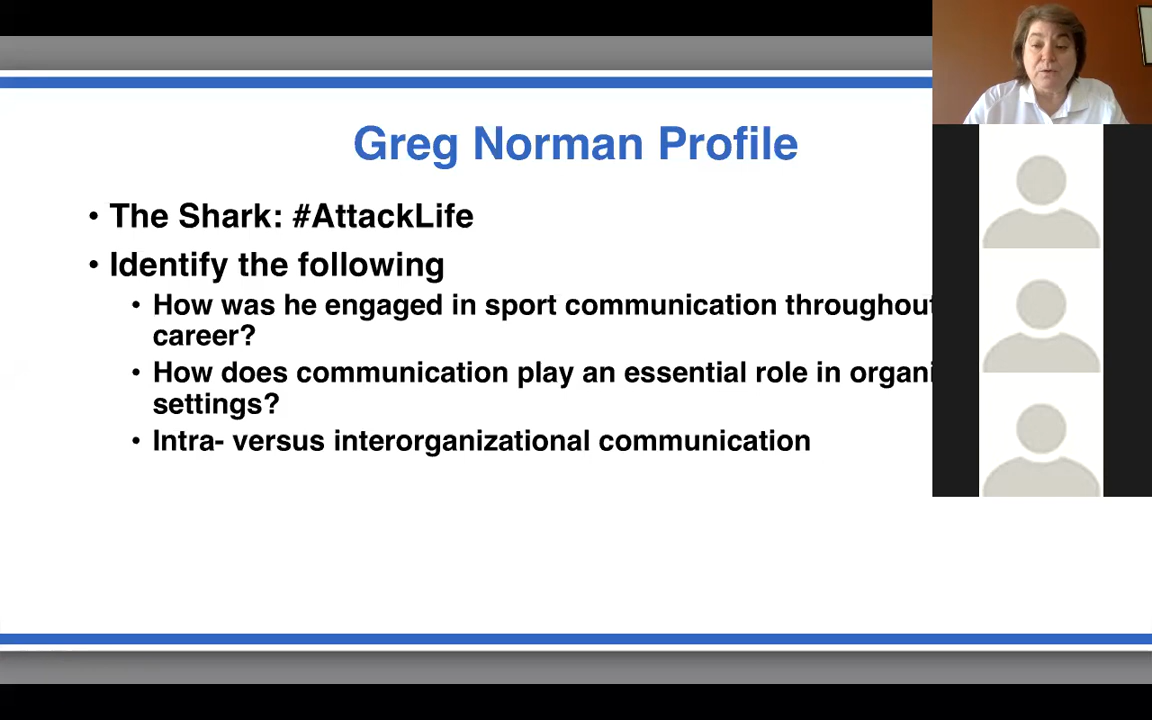 Greg Norman Profile
• The Shark: #AttackLife
• Identify the following
• How was he engaged in sport communication throughout
career?
• How does communication play an essential role in organi
settings?
• Intra- versus interorganizational communication